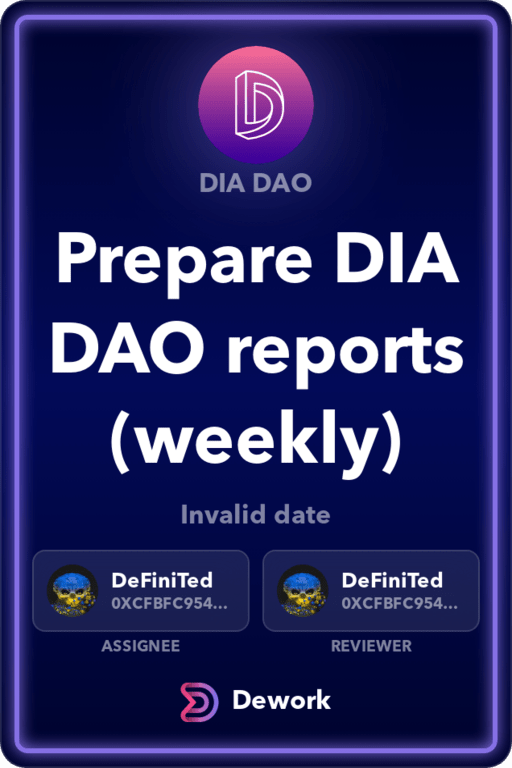 DIA DAO
Prepare DIA
DAO reports
(weekly)
Invalid date
DeFiniTed
0XCFBFC954...
ASSIGNEE
DeFiniTed
0XCFBFC954...
REVIEWER
Dework